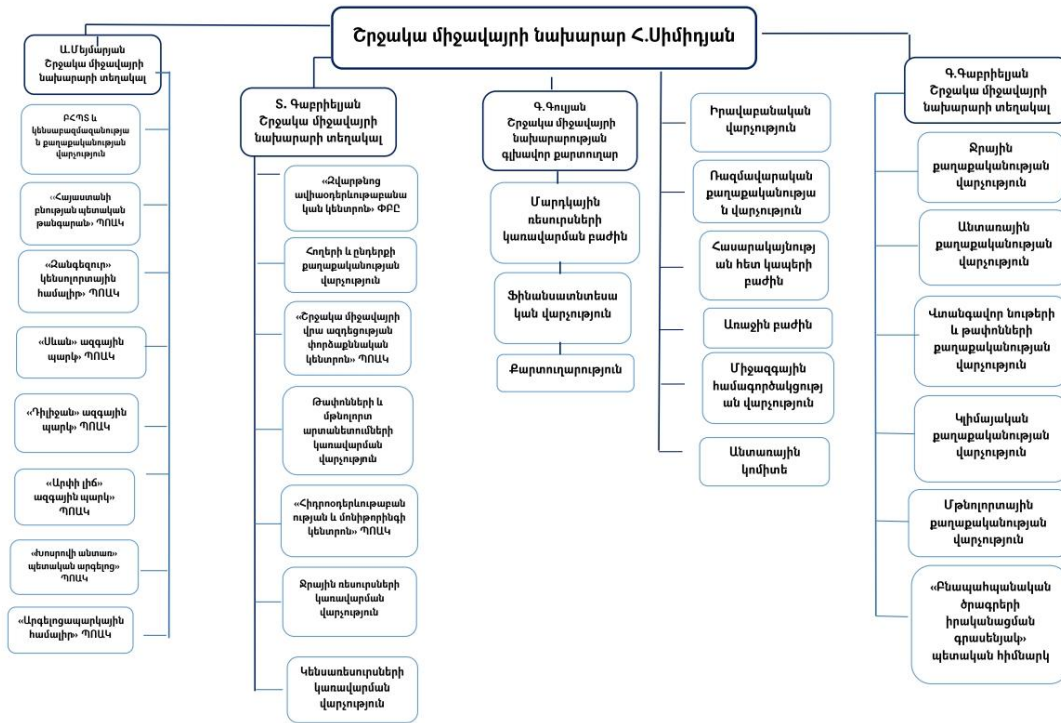 Շրջակա միջավայրի նախարար Հ.Սիմիդյան
Ա.Մեյմարյան
Շրջակա միջավայրի
նախարարի տեղակալ
ԲՀՊՏ և
կենսաբազմազանությա
ն քաղաքականության
վարչություն
«Հայաստանի
բնության պետական
թանգարան» ՊՈԱԿ
«Զանգեզուր»
կենսոլորտային
համալիր» ՊՈԱԿ
«Սևան» ազգային
պարկ» ՊՈԱԿ
«Դիլիջան» ազգային
պարկ» ՊՈԱԿ
«Արփի լիճ»
ազգային պարկ»
ՊՈԱԿ
«Խոսրովի անտառ»
պետական արգելոց»
ՊՈԱԿ
«Արգելոցապարկային
համալիր» ՊՈԱԿ
Տ. Գաբրիելյան
Շրջակա միջավայրի
նախարարի տեղակալ
«Զվարթնոց
ավիաօդերևութաբանա
կան կենտրոն» ՓԲԸ
Հողերի և ընդերքի
քաղաքականության
վարչություն
«Շրջակա միջավայրի
վրա ազդեցության
փորձաքննական
կենտրոն» ՊՈԱԿ
Թափոնների և
մթնոլորտ
արտանետումների
կառավարման
վարչություն
«Հիդրոօդերևութաբան
ության և մոնիթորինգի
կենտրոն» ՊՈԱԿ
Ջրային ռեսուրսների
կառավարման
վարչություն
Կենսառեսուրսների
կառավարման
վարչություն
Գ.Գուլյան
Շրջակա միջավայրի
նախարարության
գլխավոր քարտուղար
Մարդկային
ռեսուրսների
կառավարման բաժին
Ֆինանսատնտեսա
կան վարչություն
Քարտուղարություն
Իրավաբանական
վարչություն
Ռազմավարական
քաղաքականությա
ն վարչություն
Հասարակայնությ
ան հետ կապերի
բաժին
Առաջին բաժին
Միջազգային
համագործակցությ
ան վարչություն
Անտառային
կոմիտե
Գ.Գաբրիելյան
Շրջակա միջավայրի
նախարարի տեղակալ
Ջրային
քաղաքականության
վարչություն
Անտառային
քաղաքականության
վարչություն
Վտանգավոր նութերի
և թափոնների
քաղաքականության
վարչություն
Կլիմայական
քաղաքականության
վարչություն
Մթնոլորտային
քաղաքականության
վարչություն
«Բնապահպանական
ծրագրերի
իրականացման
գրասենյակ»
պետական հիմնարկ